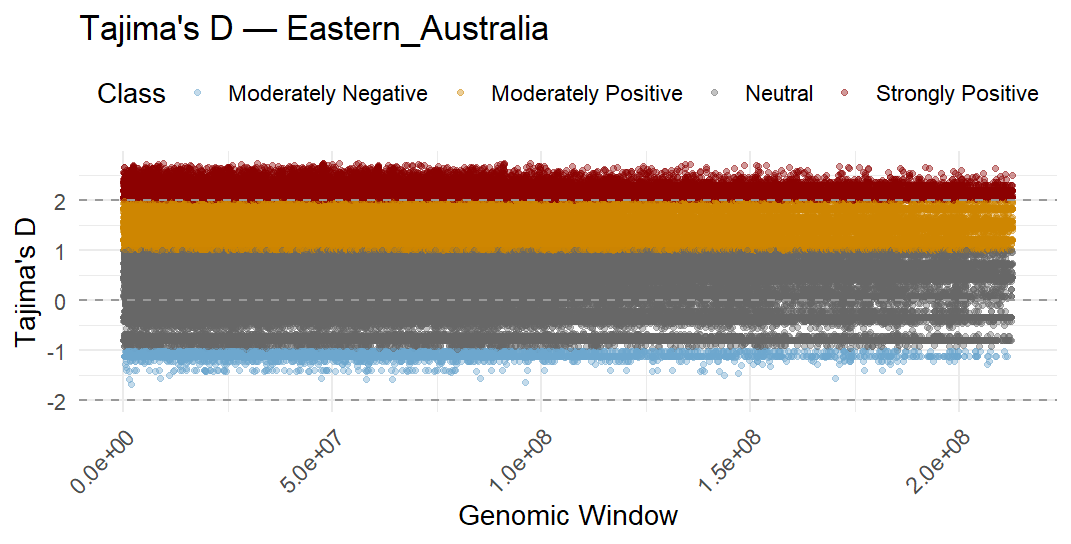 Tajima's D — Eastern_Australia
Class Moderately Negative Moderately Positive Neutral Strongly Positive
Tajima's D
2
1
0
-1
-2
0.0e+00 5.0e+07 1.0e+08 1.5e+08 2.0e+08
Genomic Window